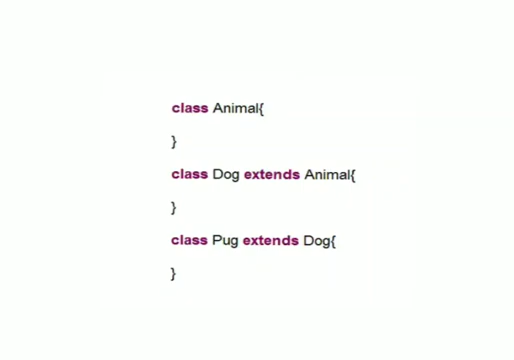 class Animal{
}
class Dog extends Animal{
}
class Pug extends Dog{
}